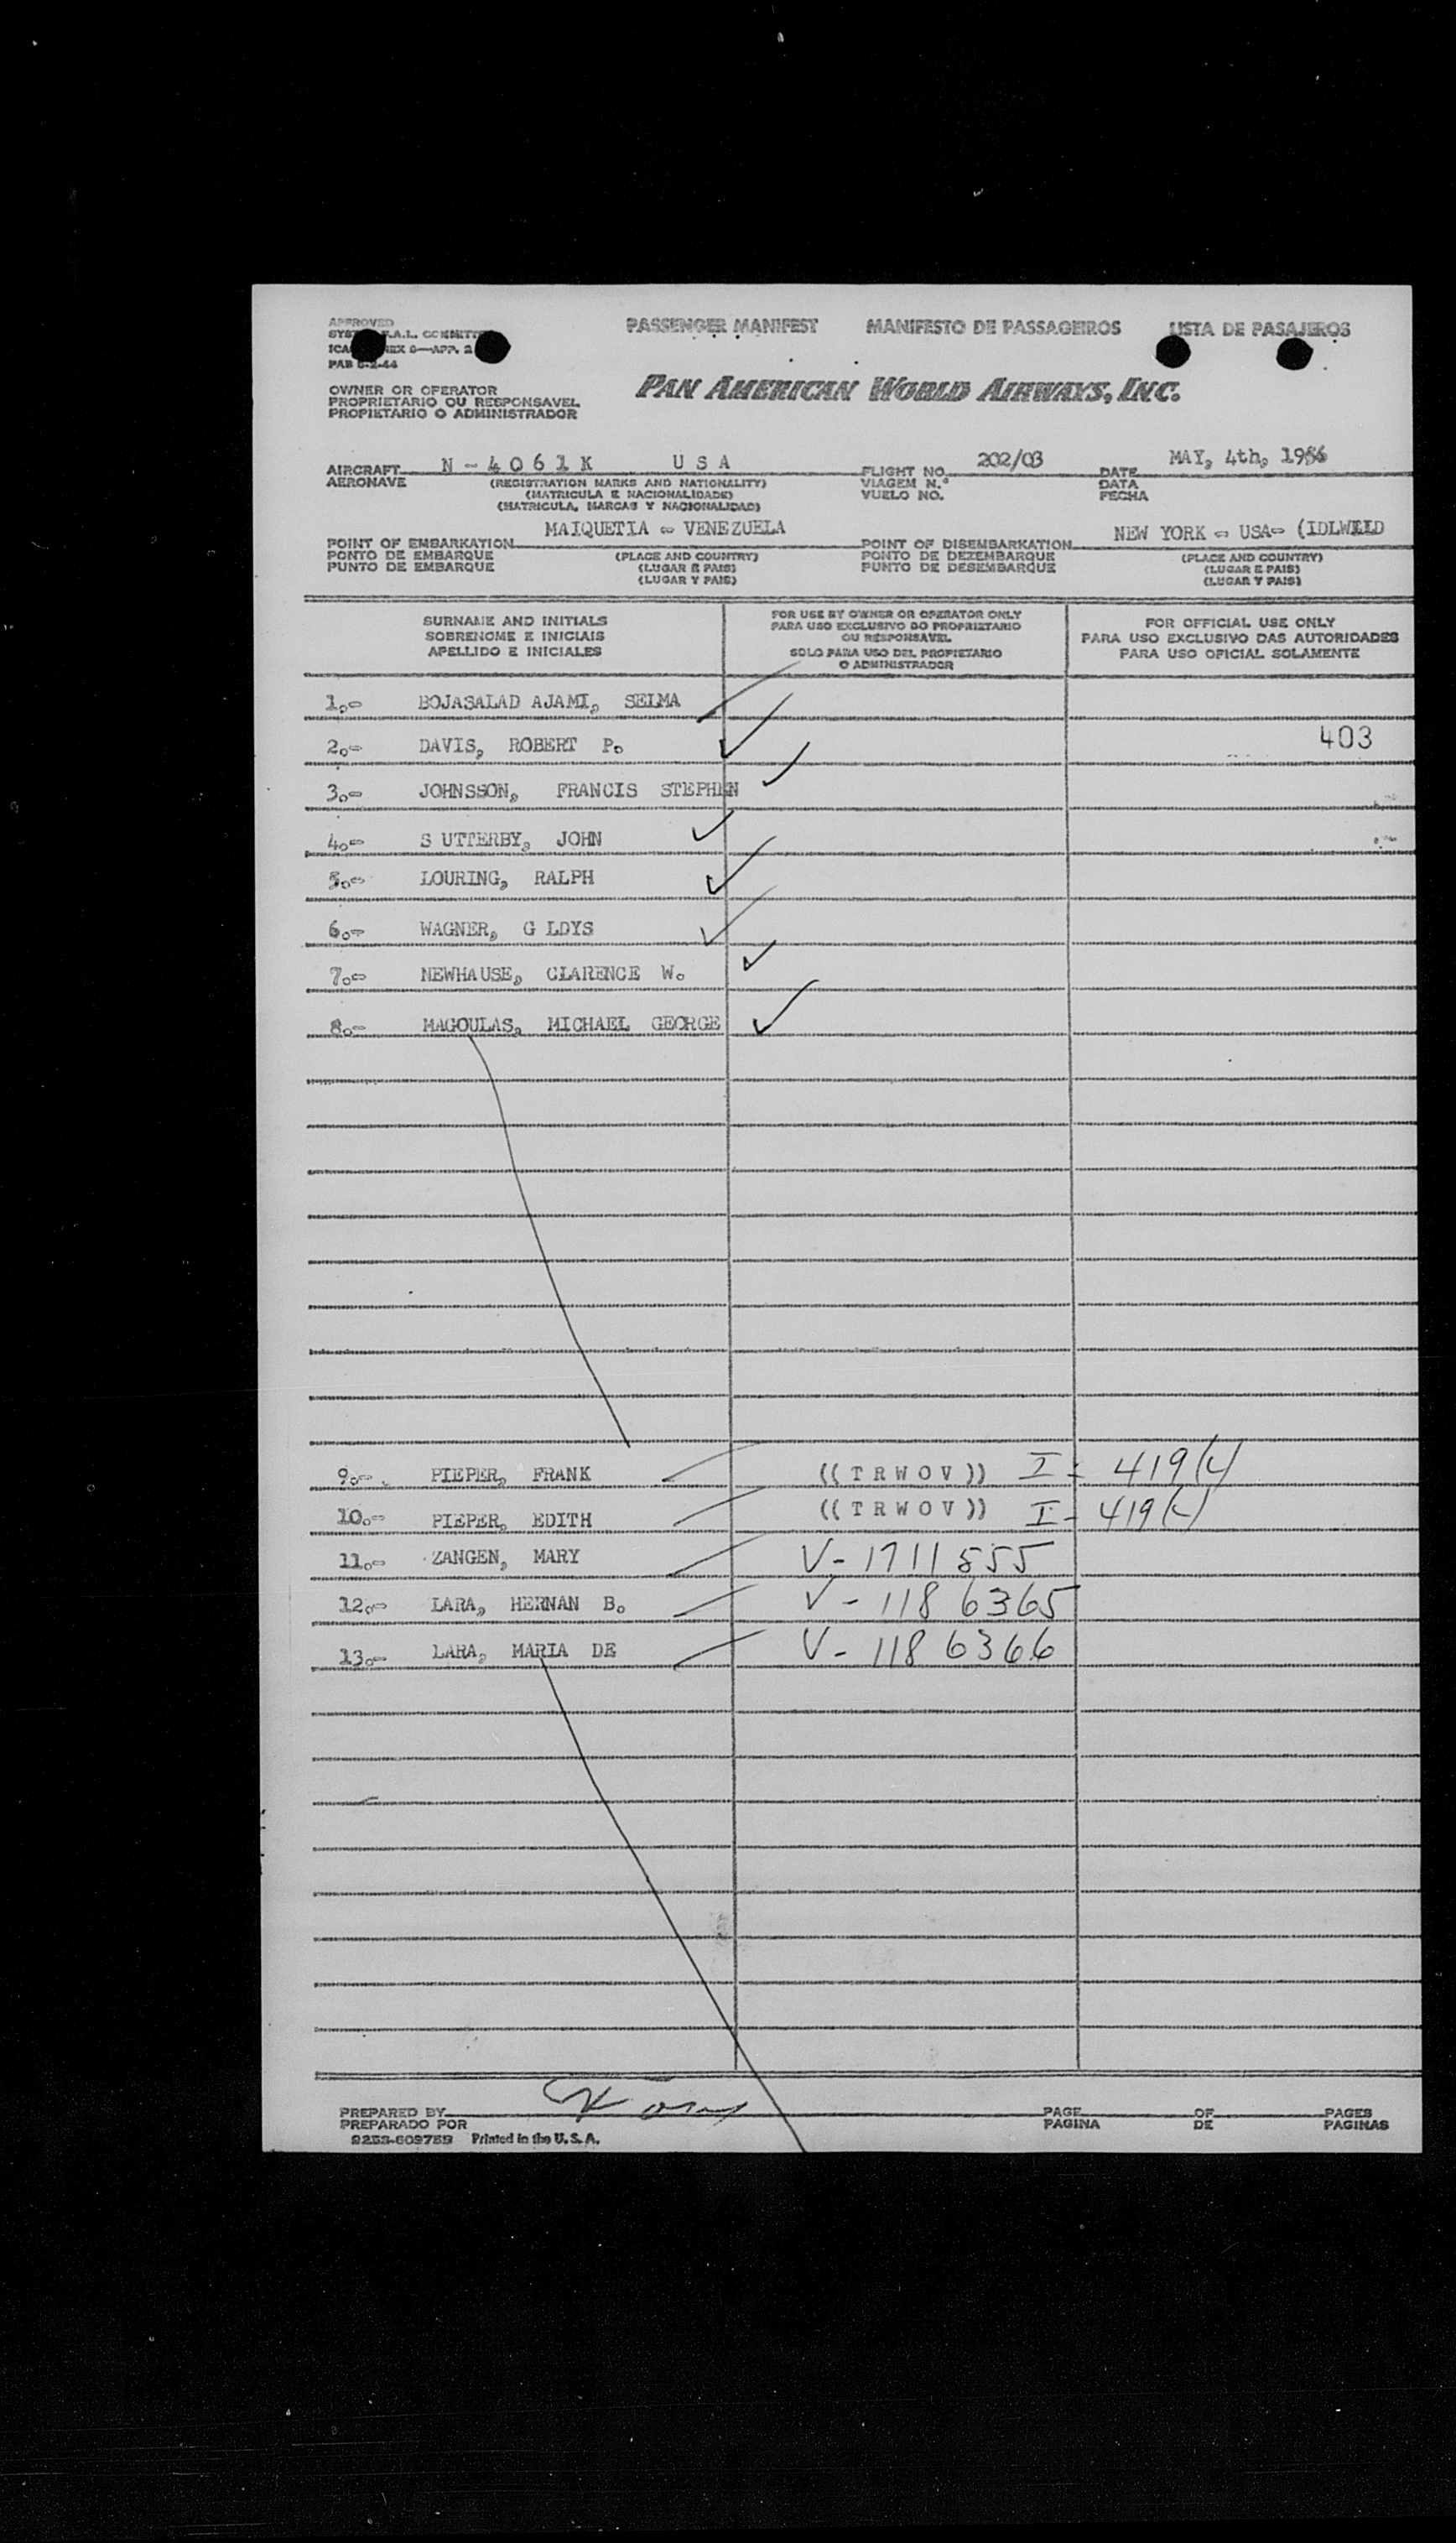 APPROVED
PASSENGER MANIFEST MANIFESTO DE PASSAGEIROS LISTA DE PASAJEROS
PAN AMERICAN WORLD AIRWAYS, INC.
OWNER OR OPERATOR
PROPRIETARIO OU RESPONSAVEL
PROPIETARIO O ADMINISTRADOR
AIRCRAFT N-4061K USA FLIGHT NO. 202/03 DATE MAY, 4th, 1956
AERONAVE (REGISTRATION MARKS AND NATIONALITY) VIAGEM N.º DATA
(MATRICULA E NACIONALIDADE) VUELO NO. FECHA
(MATRICULA, MARCAS Y NACIONALIDAD)
POINT OF EMBARKATION MAIQUETIA - VENEZUELA POINT OF DISEMBARKATION NEW YORK - USA- (IDLWILD
PONTO DE EMBARQUE (PLACE AND COUNTRY) PONTO DE DEZEMBARQUE (PLACE AND COUNTRY)
PUNTO DE EMBARQUE (LUGAR E PAIS) PUNTO DE DESEMBARQUE (LUGAR E PAIS)
(LUGAR Y PAIS) (LUGAR Y PAIS)
SURNAME AND INITIALS
SOBRENOME E INICIAIS
APELLIDO E INICIALES
FOR USE BY OWNER OR OPERATOR ONLY
PARA USO EXCLUSIVO DO PROPRIETARIO
OU RESPONSAVEL
SOLO PARA USO DEL PROPIETARIO
O ADMINISTRADOR
FOR OFFICIAL USE ONLY
PARA USO EXCLUSIVO DAS AUTORIDADES
PARA USO OFICIAL SOLAMENTE
1.- BOJASALAD AJAMI, SELMA
2.- DAVIS, ROBERT P. 403
3.- JOHNSSON, FRANCIS STEPHEN
4.- S UTTERBY, JOHN
5.- LOURING, RALPH
6.- WAGNER, G LDYS
7.- NEWHAUSE, CLARENCE W.
8.- MAGOULAS, MICHAEL GEORGE
9.- PIEPER, FRANK ((T R W O V)) I - 419(4)
10.- PIEPER, EDITH ((T R W O V)) I - 419(4)
11.- ZANGEN, MARY V-1711555
12.- LARA, HERNAN B. V-1186365
13.- LARA, MARIA DE V-1186366
PREPARED BY PAGE OF PAGES
PREPARADO POR PAGINA DE PAGINAS
9253-609759 Printed in the U.S.A.